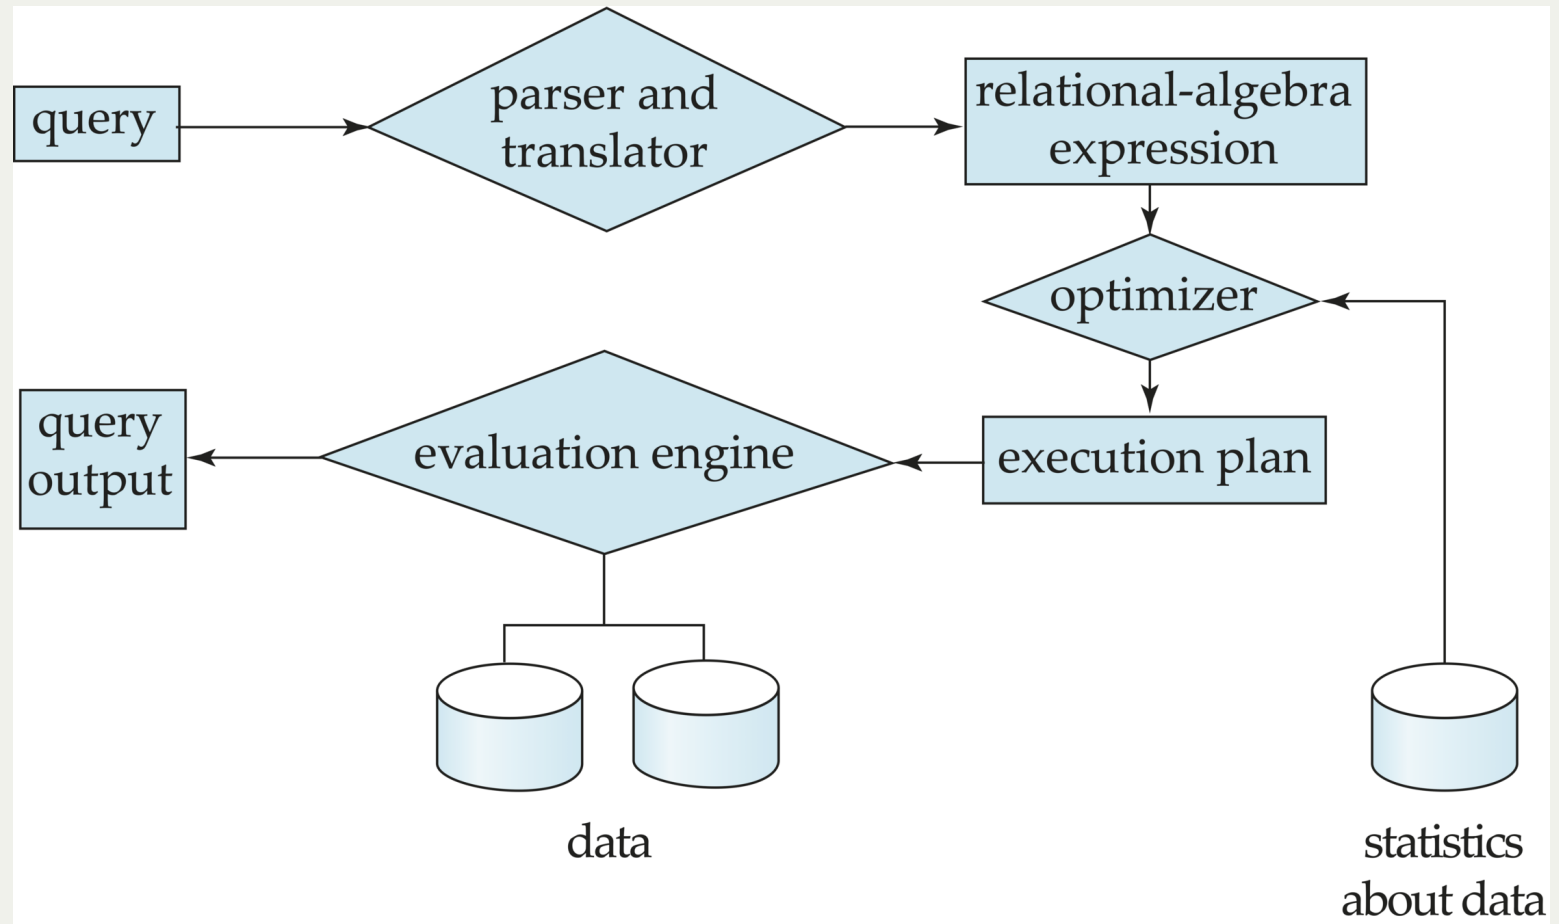 query
parser and
translator
relational-algebra
expression
optimizer
execution plan
evaluation engine
query
output
data
statistics
about data